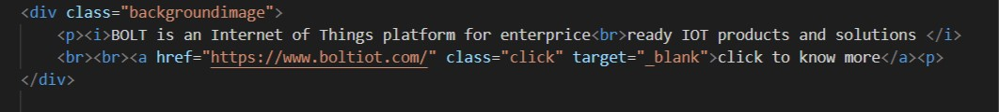 <div class="backgroundimage">
<p><i>BOLT is an Internet of Things platform for enterprice<br>ready IOT products and solutions </i>
<br><br><a href="https://www.boltiot.com/" class="click" target="_blank">click to know more</a><p>
</div>